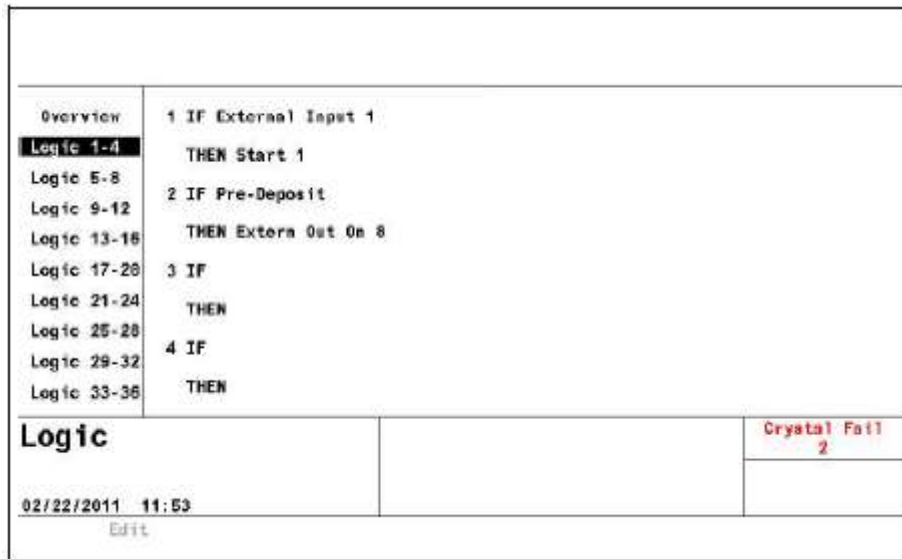 Overview
Logic 1-4
Logic 5-8
Logic 9-12
Logic 13-16
Logic 17-20
Logic 21-24
Logic 25-28
Logic 29-32
Logic 33-36
1 IF External Input 1
THEN Start 1
2 IF Pre-Deposit
THEN Extern Out On 8
3 IF
THEN
4 IF
THEN
Logic
02/22/2011 11:53
Crystal Fail
2
Edit